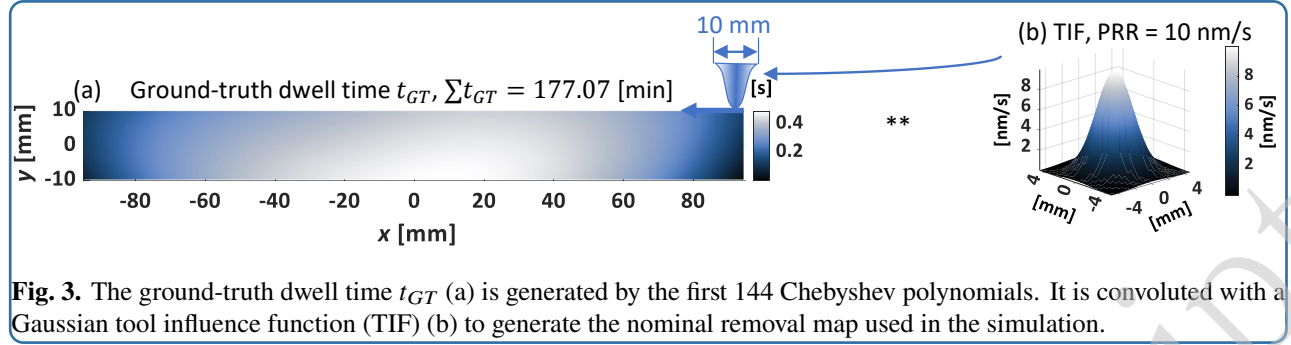 10 mm
(b) TIF, PRR = 10 nm/s
(a) Ground-truth dwell time t_GT, ∑t_GT = 177.07 [min]
[s]
10
0
-10
y [mm]
0.4
0.2
**
-80 -60 -40 -20 0 20 40 60 80
x [mm]
8
6
4
2
[nm/s]
4
0
-4
[mm]
-4
0
4
[mm]
8
6
4
2
[nm/s]
Fig. 3. The ground-truth dwell time t_GT (a) is generated by the first 144 Chebyshev polynomials. It is convoluted with a
Gaussian tool influence function (TIF) (b) to generate the nominal removal map used in the simulation.